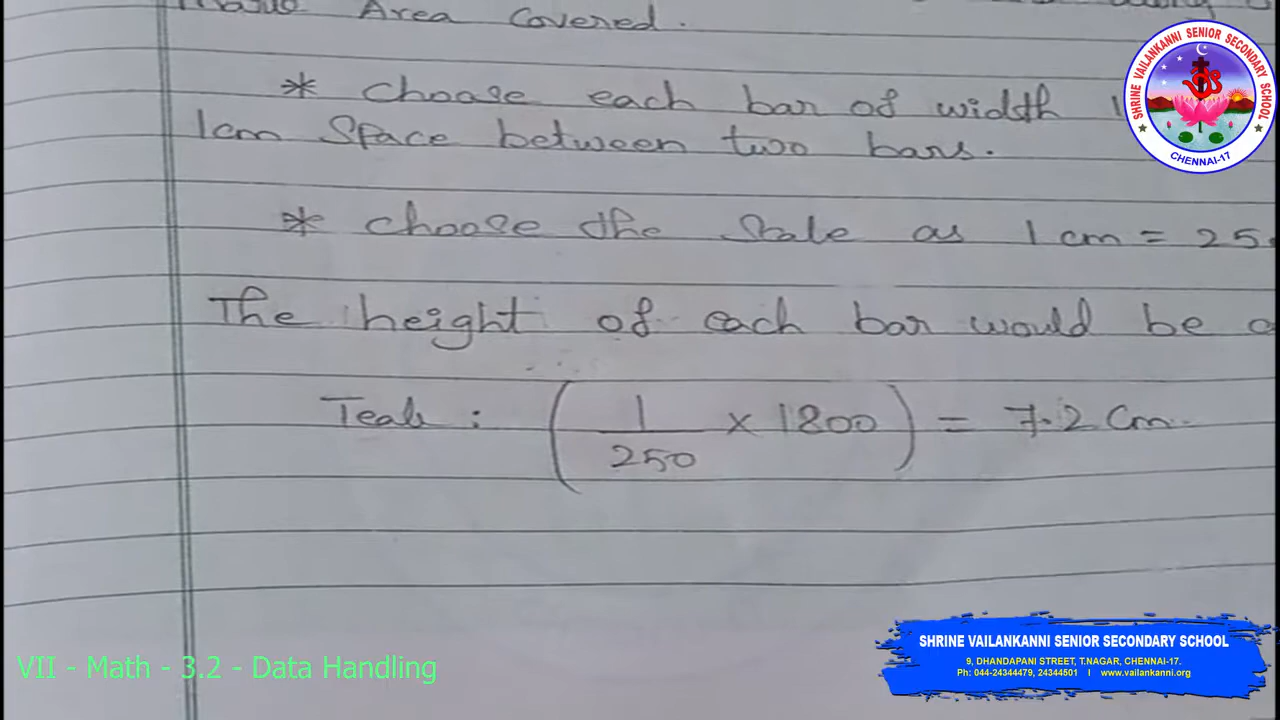 Area Covered.
* Choose each bar of width 1
1cm Space between two bars.
* Choose the Scale as 1 cm = 25
The height of each bar would be
Teak : ( 1/250 × 1800 ) = 7.2 Cm.
SHRINE VAILANKANNI SENIOR SECONDARY SCHOOL
CHENNAI-17
VII - Math - 3.2 - Data Handling
SHRINE VAILANKANNI SENIOR SECONDARY SCHOOL
9, DHANDAPANI STREET, T.NAGAR, CHENNAI-17.
Ph: 044-24344479, 24344501 I www.vailankanni.org